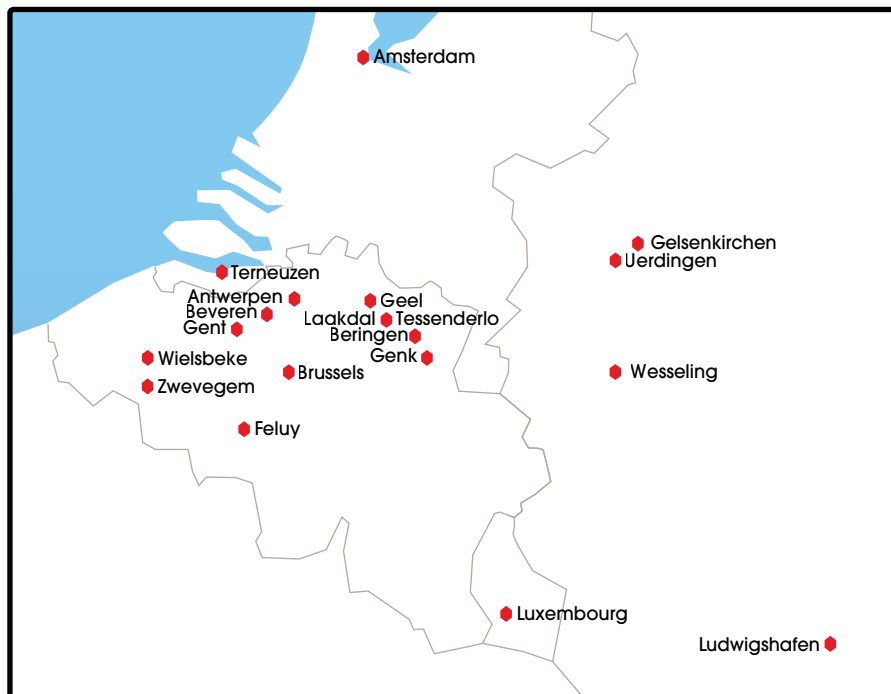 Amsterdam
Gelsenkirchen
Uerdingen
Terneuzen
Antwerpen
Geel
Beveren
Laakdal
Tessenderlo
Gent
Beringen
Genk
Wielsbeke
Brussels
Wesseling
Zwevegem
Feluy
Luxembourg
Ludwigshafen